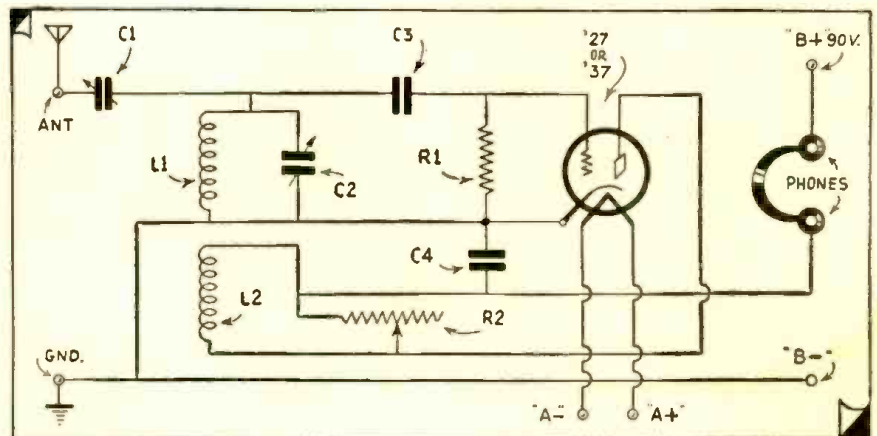 C1
C3
'27
OR
'37
"B+"90V.
ANT
L1
C2
R1
PHONES
C4
L2
R2
GND.
"B-"
"A-"
"A+"